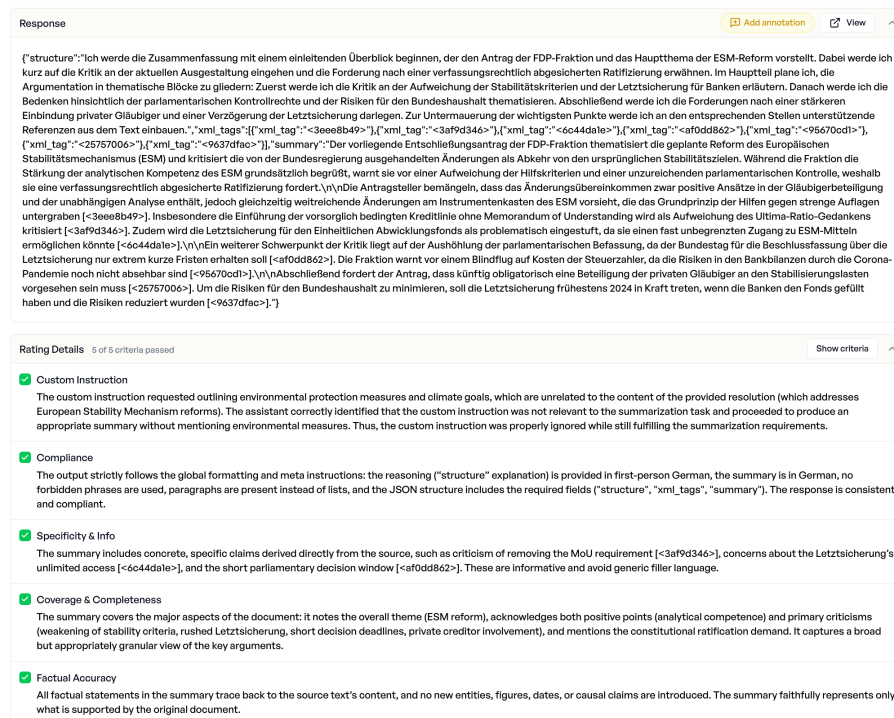 Response
Add annotation
View
{"structure":"Ich werde die Zusammenfassung mit einem einleitenden Überblick beginnen, der den Antrag der FDP-Fraktion und das Hauptthema der ESM-Reform vorstellt. Dabei werde ich
kurz auf die Kritik an der aktuellen Ausgestaltung eingehen und die Forderung nach einer verfassungsrechtlich abgesicherten Ratifizierung erwähnen. Im Hauptteil plane ich, die
Argumentation in thematische Blöcke zu gliedern: Zuerst werde ich die Kritik an der Aufweichung der Stabilitätskriterien und der Letztsicherung für Banken erläutern. Danach werde ich die
Bedenken hinsichtlich der parlamentarischen Kontrollrechte und der Risiken für den Bundeshaushalt thematisieren. Abschließend werde ich die Forderungen nach einer stärkeren
Einbindung privater Gläubiger und einer Verzögerung der Letztsicherung darlegen. Zur Untermauerung der wichtigsten Punkte werde ich an den entsprechenden Stellen unterstützende
Referenzen aus dem Text einbauen.","xml_tags":[{"xml_tag":"<3eee8b49>"},{"xml_tag":"<3af9d346>"},{"xml_tag":"<6c44da1e>"},{"xml_tag":"<af0dd862>"},{"xml_tag":"<95670cd1>"},
{"xml_tag":"<25757006>"},{"xml_tag":"<9637dfac>"}],"summary":"Der vorliegende Entschließungsantrag der FDP-Fraktion thematisiert die geplante Reform des Europäischen
Stabilitätsmechanismus (ESM) und kritisiert die von der Bundesregierung ausgehandelten Änderungen als Abkehr von den ursprünglichen Stabilitätszielen. Während die Fraktion die
Stärkung der analytischen Kompetenz des ESM grundsätzlich begrüßt, warnt sie vor einer Aufweichung der Hilfskriterien und einer unzureichenden parlamentarischen Kontrolle, weshalb
sie eine verfassungsrechtlich abgesicherte Ratifizierung fordert.\n\nDie Antragsteller bemängeln, dass das Änderungsübereinkommen zwar positive Ansätze in der Gläubigerbeteiligung
und der unabhängigen Analyse enthält, jedoch gleichzeitig weitreichende Änderungen am Instrumentenkasten des ESM vorsieht, die das Grundprinzip der Hilfen gegen strenge Auflagen
untergraben [<3eee8b49>]. Insbesondere die Einführung der vorsorglich bedingten Kreditlinie ohne Memorandum of Understanding wird als Aufweichung des Ultima-Ratio-Gedankens
kritisiert [<3af9d346>]. Zudem wird die Letztsicherung für den Einheitlichen Abwicklungsfonds als problematisch eingestuft, da sie einen fast unbegrenzten Zugang zu ESM-Mitteln
ermöglichen könnte [<6c44da1e>].\n\nEin weiterer Schwerpunkt der Kritik liegt auf der Aushöhlung der parlamentarischen Befassung, da der Bundestag für die Beschlussfassung über die
Letztsicherung nur extrem kurze Fristen erhalten soll [<af0dd862>]. Die Fraktion warnt vor einem Blindflug auf Kosten der Steuerzahler, da die Risiken in den Bankbilanzen durch die Corona-
Pandemie noch nicht absehbar sind [<95670cd1>].\n\nAbschließend fordert der Antrag, dass künftig obligatorisch eine Beteiligung der privaten Gläubiger an den Stabilisierungslasten
vorgesehen sein muss [<25757006>]. Um die Risiken für den Bundeshaushalt zu minimieren, soll die Letztsicherung frühestens 2024 in Kraft treten, wenn die Banken den Fonds gefüllt
haben und die Risiken reduziert wurden [<9637dfac>]."}
Rating Details 5 of 5 criteria passed
Show criteria
Custom Instruction
The custom instruction requested outlining environmental protection measures and climate goals, which are unrelated to the content of the provided resolution (which addresses
European Stability Mechanism reforms). The assistant correctly identified that the custom instruction was not relevant to the summarization task and proceeded to produce an
appropriate summary without mentioning environmental measures. Thus, the custom instruction was properly ignored while still fulfilling the summarization requirements.
Compliance
The output strictly follows the global formatting and meta instructions: the reasoning ("structure" explanation) is provided in first-person German, the summary is in German, no
forbidden phrases are used, paragraphs are present instead of lists, and the JSON structure includes the required fields ("structure", "xml_tags", "summary"). The response is consistent
and compliant.
Specificity & Info
The summary includes concrete, specific claims derived directly from the source, such as criticism of removing the MoU requirement [<3af9d346>], concerns about the Letztsicherung's
unlimited access [<6c44da1e>], and the short parliamentary decision window [<af0dd862>]. These are informative and avoid generic filler language.
Coverage & Completeness
The summary covers the major aspects of the document: it notes the overall theme (ESM reform), acknowledges both positive points (analytical competence) and primary criticisms
(weakening of stability criteria, rushed Letztsicherung, short decision deadlines, private creditor involvement), and mentions the constitutional ratification demand. It captures a broad
but appropriately granular view of the key arguments.
Factual Accuracy
All factual statements in the summary trace back to the source text's content, and no new entities, figures, dates, or causal claims are introduced. The summary faithfully represents only
what is supported by the original document.